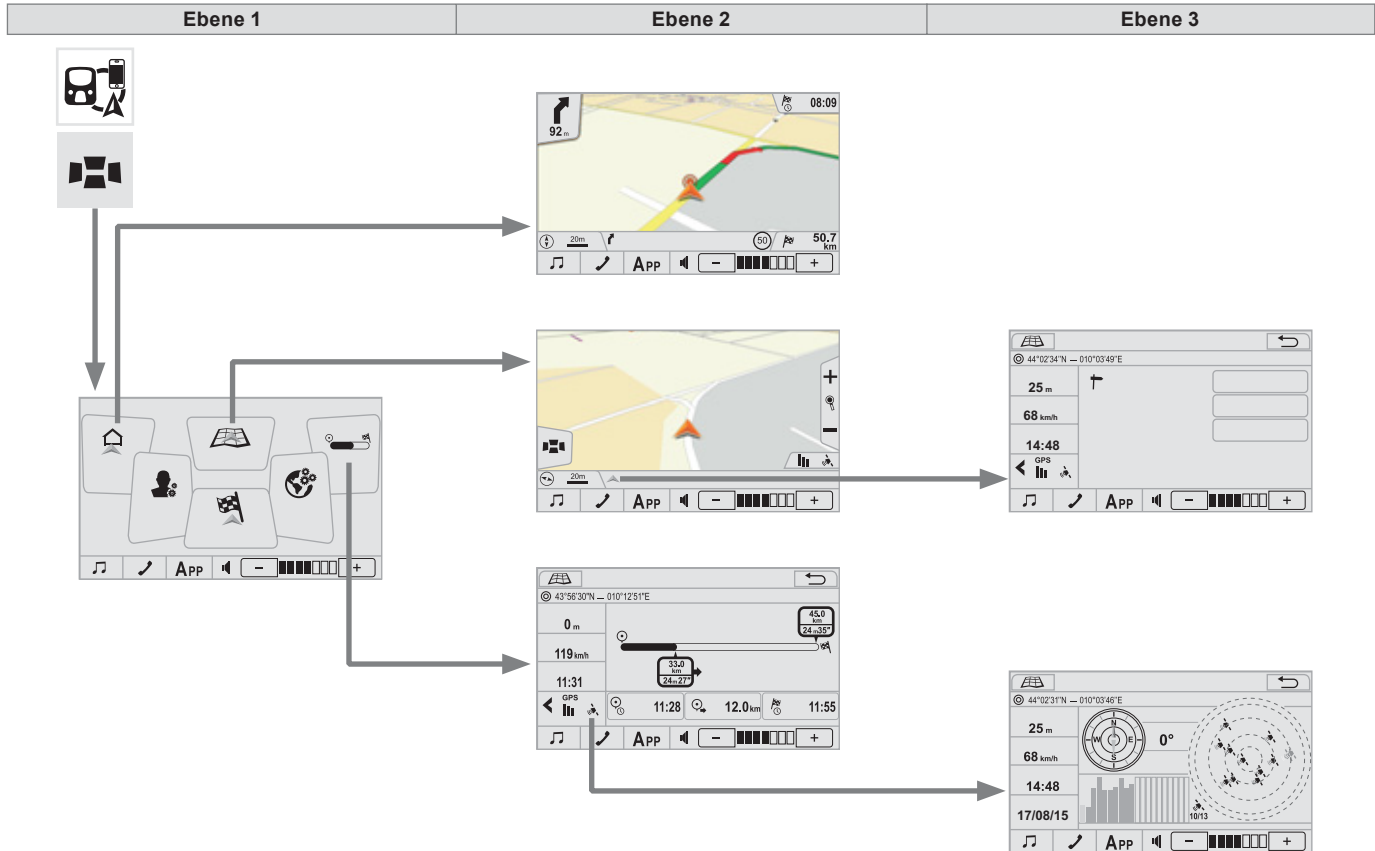 Ebene 1
Ebene 2
Ebene 3
92 m
08:09
20m
50
50.7 km
APP
- +
20m
APP
- +
44°02'34"N — 010°03'49"E
25 m
68 km/h
14:48
GPS
APP
- +
APP
- +
43°56'30"N — 010°12'51"E
0 m
119 km/h
11:31
GPS
45.0 km
24 m 35"
33.0 km
24 m 27"
11:28
12.0 km
11:55
APP
- +
44°02'31"N — 010°03'46"E
25 m
68 km/h
14:48
17/08/15
N
W E
S
0°
10/13
APP
- +